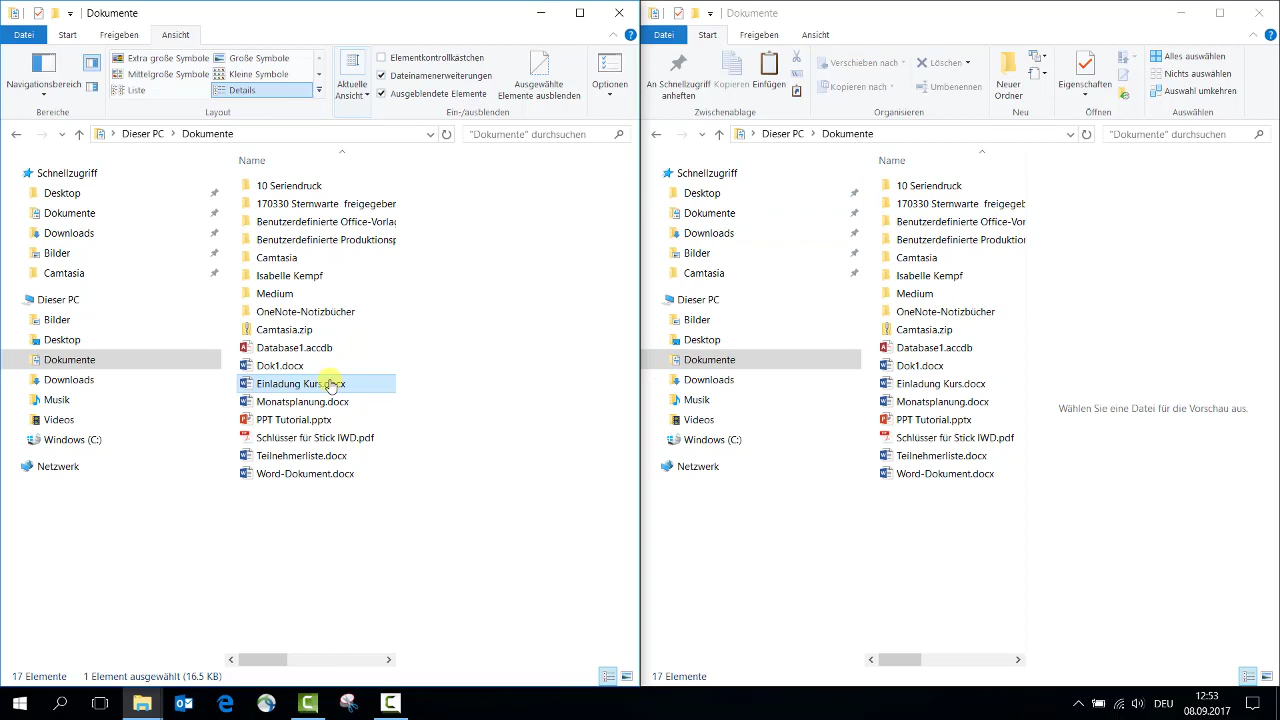 Dokumente
Datei Start Freigeben Ansicht
Navigationsbereich
Bereiche
Extra große Symbole
Große Symbole
Mittelgroße Symbole
Kleine Symbole
Liste
Details
Layout
Aktuelle
Ansicht
Elementkontrollkästchen
Dateinamenerweiterungen
Ausgeblendete Elemente
Ausgewählte
Elemente ausblenden
Ein-/ausblenden
Optionen
Dieser PC > Dokumente
"Dokumente" durchsuchen
Schnellzugriff
Desktop
Dokumente
Downloads
Bilder
Camtasia
Dieser PC
Bilder
Desktop
Dokumente
Downloads
Musik
Videos
Windows (C:)
Netzwerk
Name
10 Seriendruck
170330 Sternwarte freigegeber
Benutzerdefinierte Office-Vorlac
Benutzerdefinierte Produktionsp
Camtasia
Isabelle Kempf
Medium
OneNote-Notizbücher
Camtasia.zip
Database1.accdb
Dok1.docx
Einladung Kurs.docx
Monatsplanung.docx
PPT Tutorial.pptx
Schlüsser für Stick IWD.pdf
Teilnehmerliste.docx
Word-Dokument.docx
17 Elemente 1 Element ausgewählt (16.5 KB)
Dokumente
Datei Start Freigeben Ansicht
An Schnellzugriff
anheften
Kopieren
Einfügen
Zwischenablage
Verschieben nach
Kopieren nach
Löschen
Umbenennen
Organisieren
Neuer
Ordner
Neu
Eigenschaften
Öffnen
Alles auswählen
Nichts auswählen
Auswahl umkehren
Auswählen
Dieser PC > Dokumente
"Dokumente" durchsuchen
Schnellzugriff
Desktop
Dokumente
Downloads
Bilder
Camtasia
Dieser PC
Bilder
Desktop
Dokumente
Downloads
Musik
Videos
Windows (C:)
Netzwerk
Name
10 Seriendruck
170330 Sternwarte freigegeb
Benutzerdefinierte Office-Vor
Benutzerdefinierte Produktion
Camtasia
Isabelle Kempf
Medium
OneNote-Notizbücher
Camtasia.zip
Database1.accdb
Dok1.docx
Einladung Kurs.docx
Monatsplanung.docx
PPT Tutorial.pptx
Schlüsser für Stick IWD.pdf
Teilnehmerliste.docx
Word-Dokument.docx
Wählen Sie eine Datei für die Vorschau aus.
17 Elemente
DEU
12:53
08.09.2017